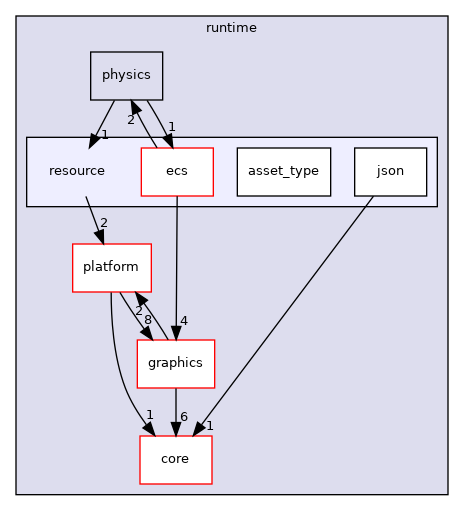 runtime
physics
1
2
1
resource
ecs
asset_type
json
2
platform
2
8
4
graphics
1
6
1
core